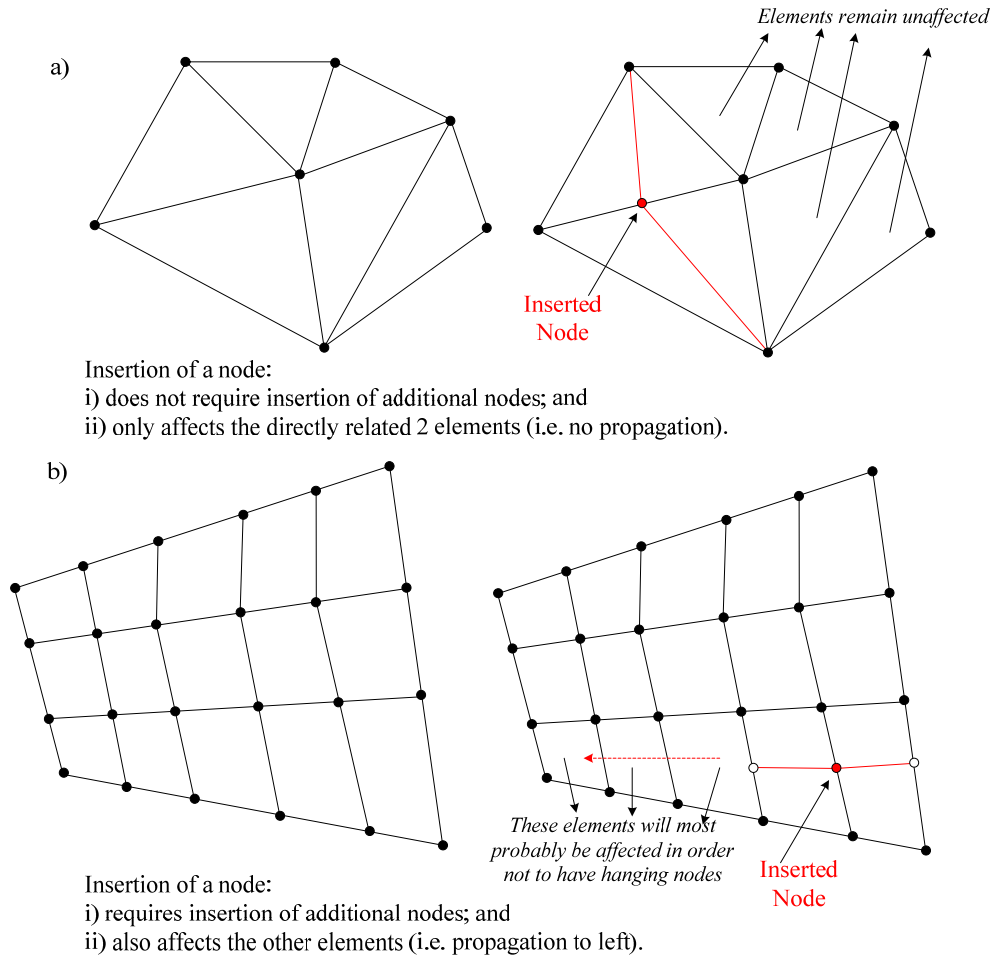 Elements remain unaffected
a)
Inserted
Node
Insertion of a node:
i) does not require insertion of additional nodes; and
ii) only affects the directly related 2 elements (i.e. no propagation).
b)
These elements will most
probably be affected in order
not to have hanging nodes
Inserted
Node
Insertion of a node:
i) requires insertion of additional nodes; and
ii) also affects the other elements (i.e. propagation to left).